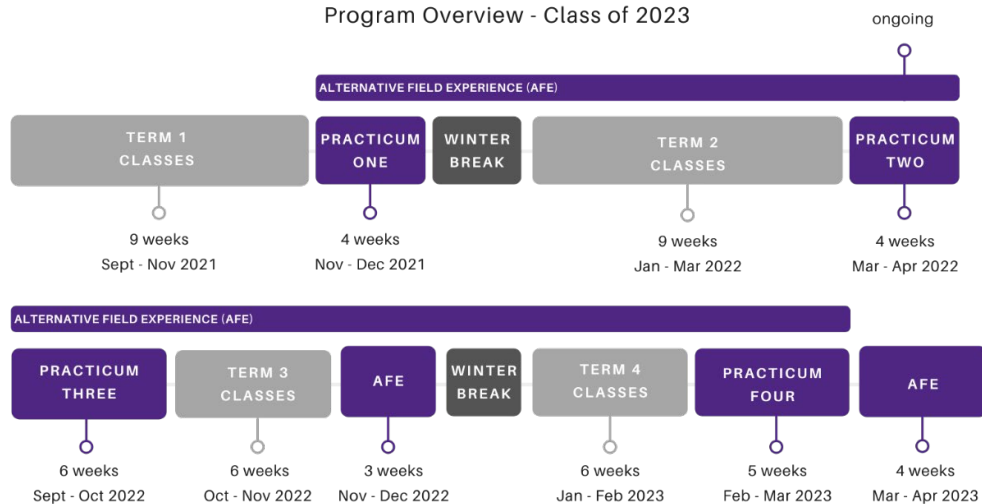 Program Overview - Class of 2023
ongoing
ALTERNATIVE FIELD EXPERIENCE (AFE)
TERM 1
CLASSES
PRACTICUM
ONE
WINTER
BREAK
TERM 2
CLASSES
PRACTICUM
TWO
9 weeks
Sept - Nov 2021
4 weeks
Nov - Dec 2021
9 weeks
Jan - Mar 2022
4 weeks
Mar - Apr 2022
ALTERNATIVE FIELD EXPERIENCE (AFE)
PRACTICUM
THREE
TERM 3
CLASSES
AFE
WINTER
BREAK
TERM 4
CLASSES
PRACTICUM
FOUR
AFE
6 weeks
Sept - Oct 2022
6 weeks
Oct - Nov 2022
3 weeks
Nov - Dec 2022
6 weeks
Jan - Feb 2023
5 weeks
Feb - Mar 2023
4 weeks
Mar - Apr 2023